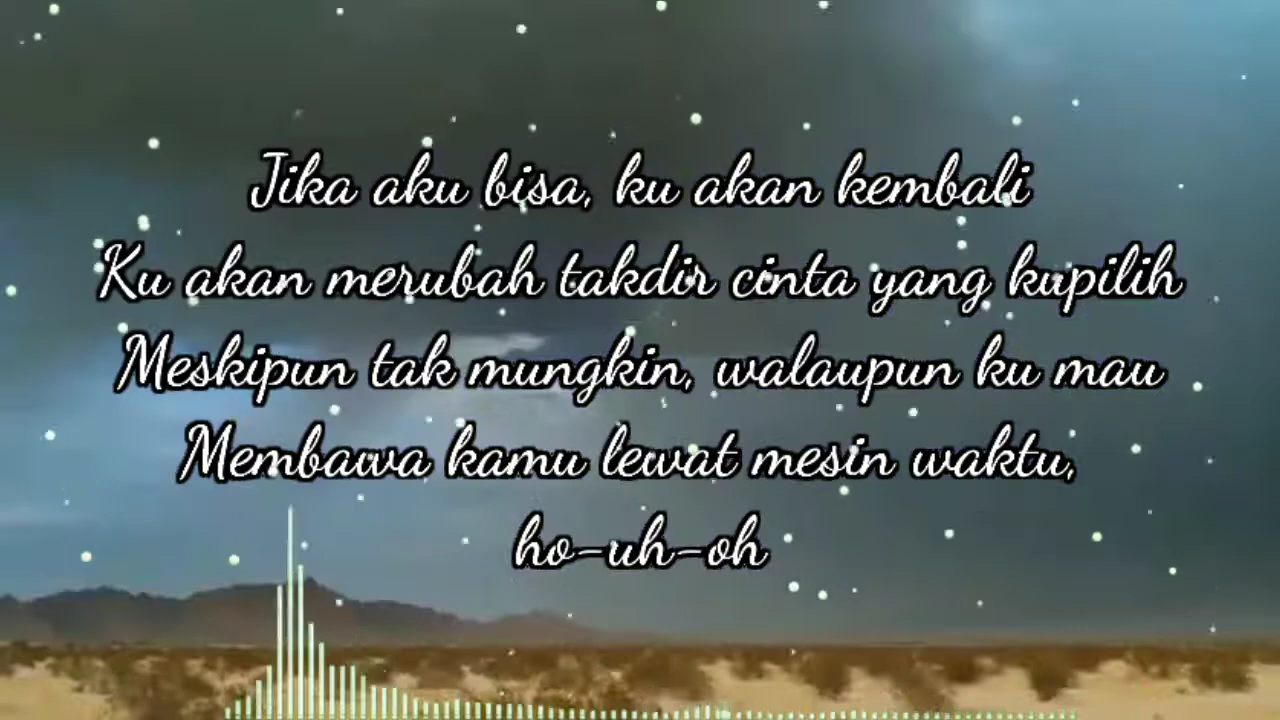 Jika aku bisa, ku akan kembali
Ku akan merubah takdir cinta yang kupilih
Meskipun tak mungkin, walaupun ku mau
Membawa kamu lewat mesin waktu,
ho-uh-oh